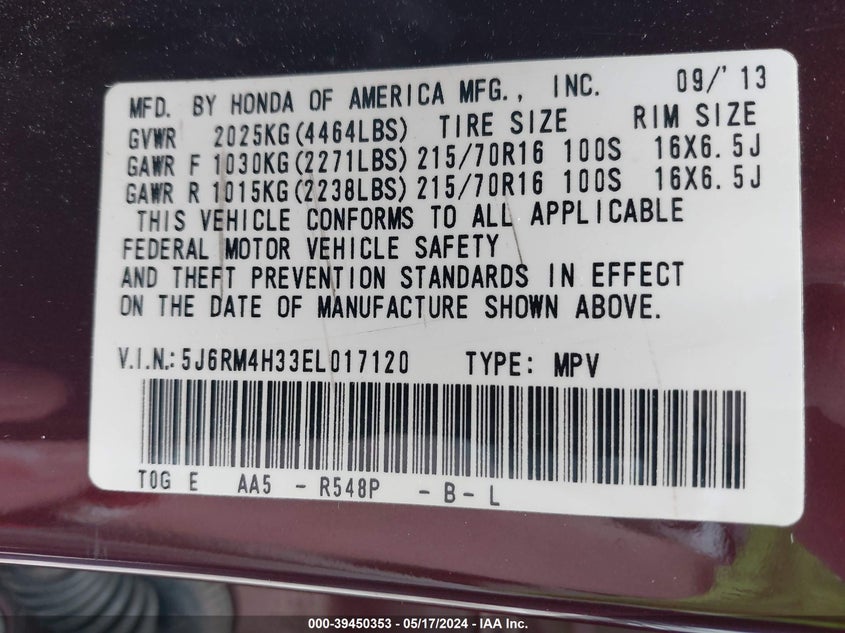 MFD. BY HONDA OF AMERICA MFG., INC. 09/'13
GVWR 2025KG(4464LBS) TIRE SIZE RIM SIZE
GAWR F 1030KG(2271LBS) 215/70R16 100S 16X6.5J
GAWR R 1015KG(2238LBS) 215/70R16 100S 16X6.5J
THIS VEHICLE CONFORMS TO ALL APPLICABLE
FEDERAL MOTOR VEHICLE SAFETY
AND THEFT PREVENTION STANDARDS IN EFFECT
ON THE DATE OF MANUFACTURE SHOWN ABOVE.
V.I.N.: 5J6RM4H33EL017120 TYPE: MPV
T0G E AA5 - R548P - B - L
000-39450353 - 05/17/2024 - IAA Inc.